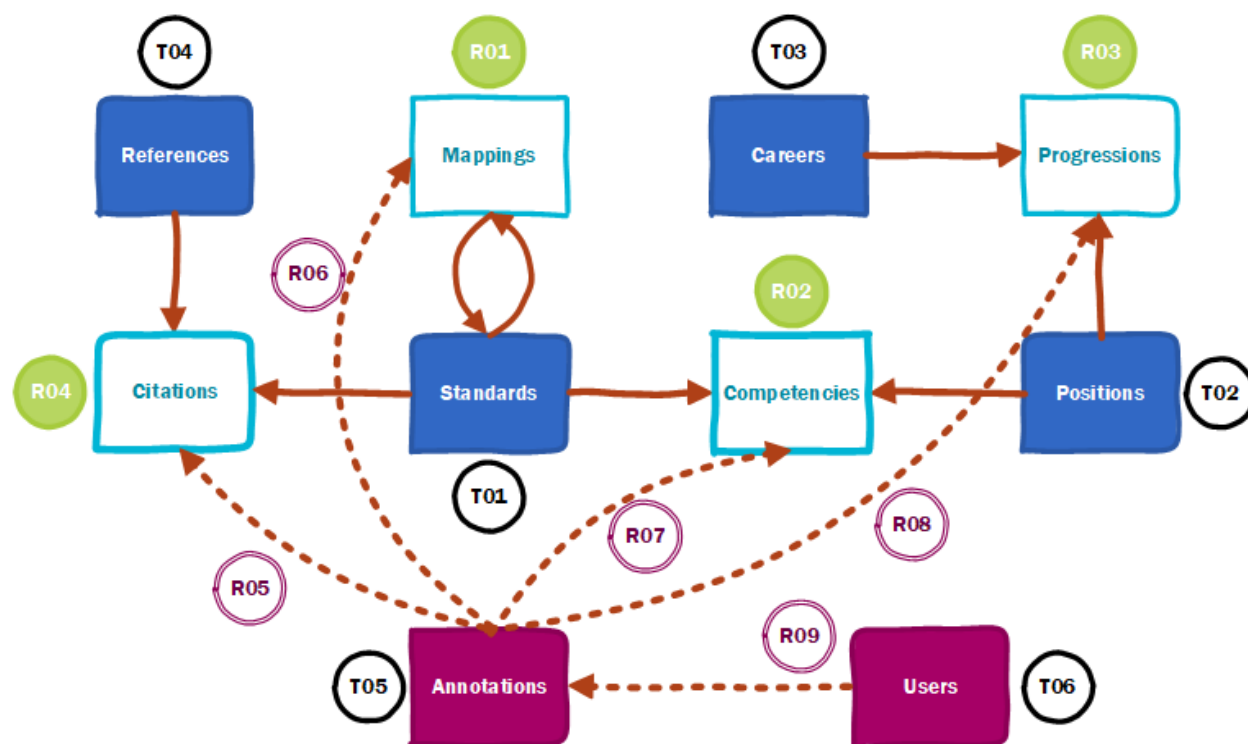 T04
R01
T03
R03
References
Mappings
Careers
Progressions
R06
R02
R04
Citations
Standards
Competencies
Positions
T02
T01
R05
R07
R08
R09
T05
Annotations
Users
T06